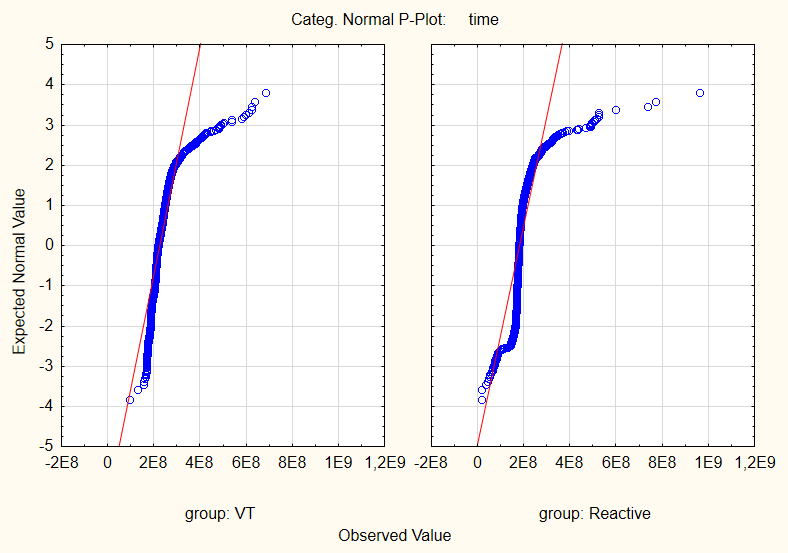 Categ. Normal P-Plot: time
Expected Normal Value
5
4
3
2
1
0
-1
-2
-3
-4
-5
-2E8 0 2E8 4E8 6E8 8E8 1E9 1,2E9
-2E8 0 2E8 4E8 6E8 8E8 1E9 1,2E9
group: VT
group: Reactive
Observed Value